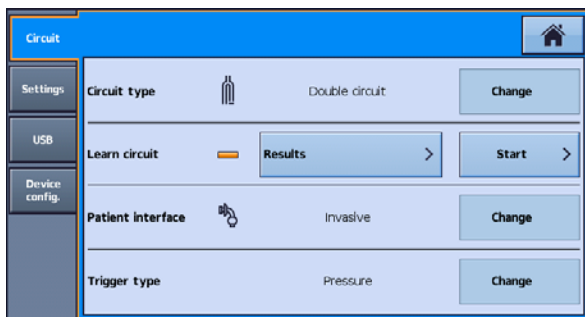 Circuit
Settings
USB
Device
config.
Circuit type Double circuit Change
Learn circuit Results > Start >
Patient interface Invasive Change
Trigger type Pressure Change